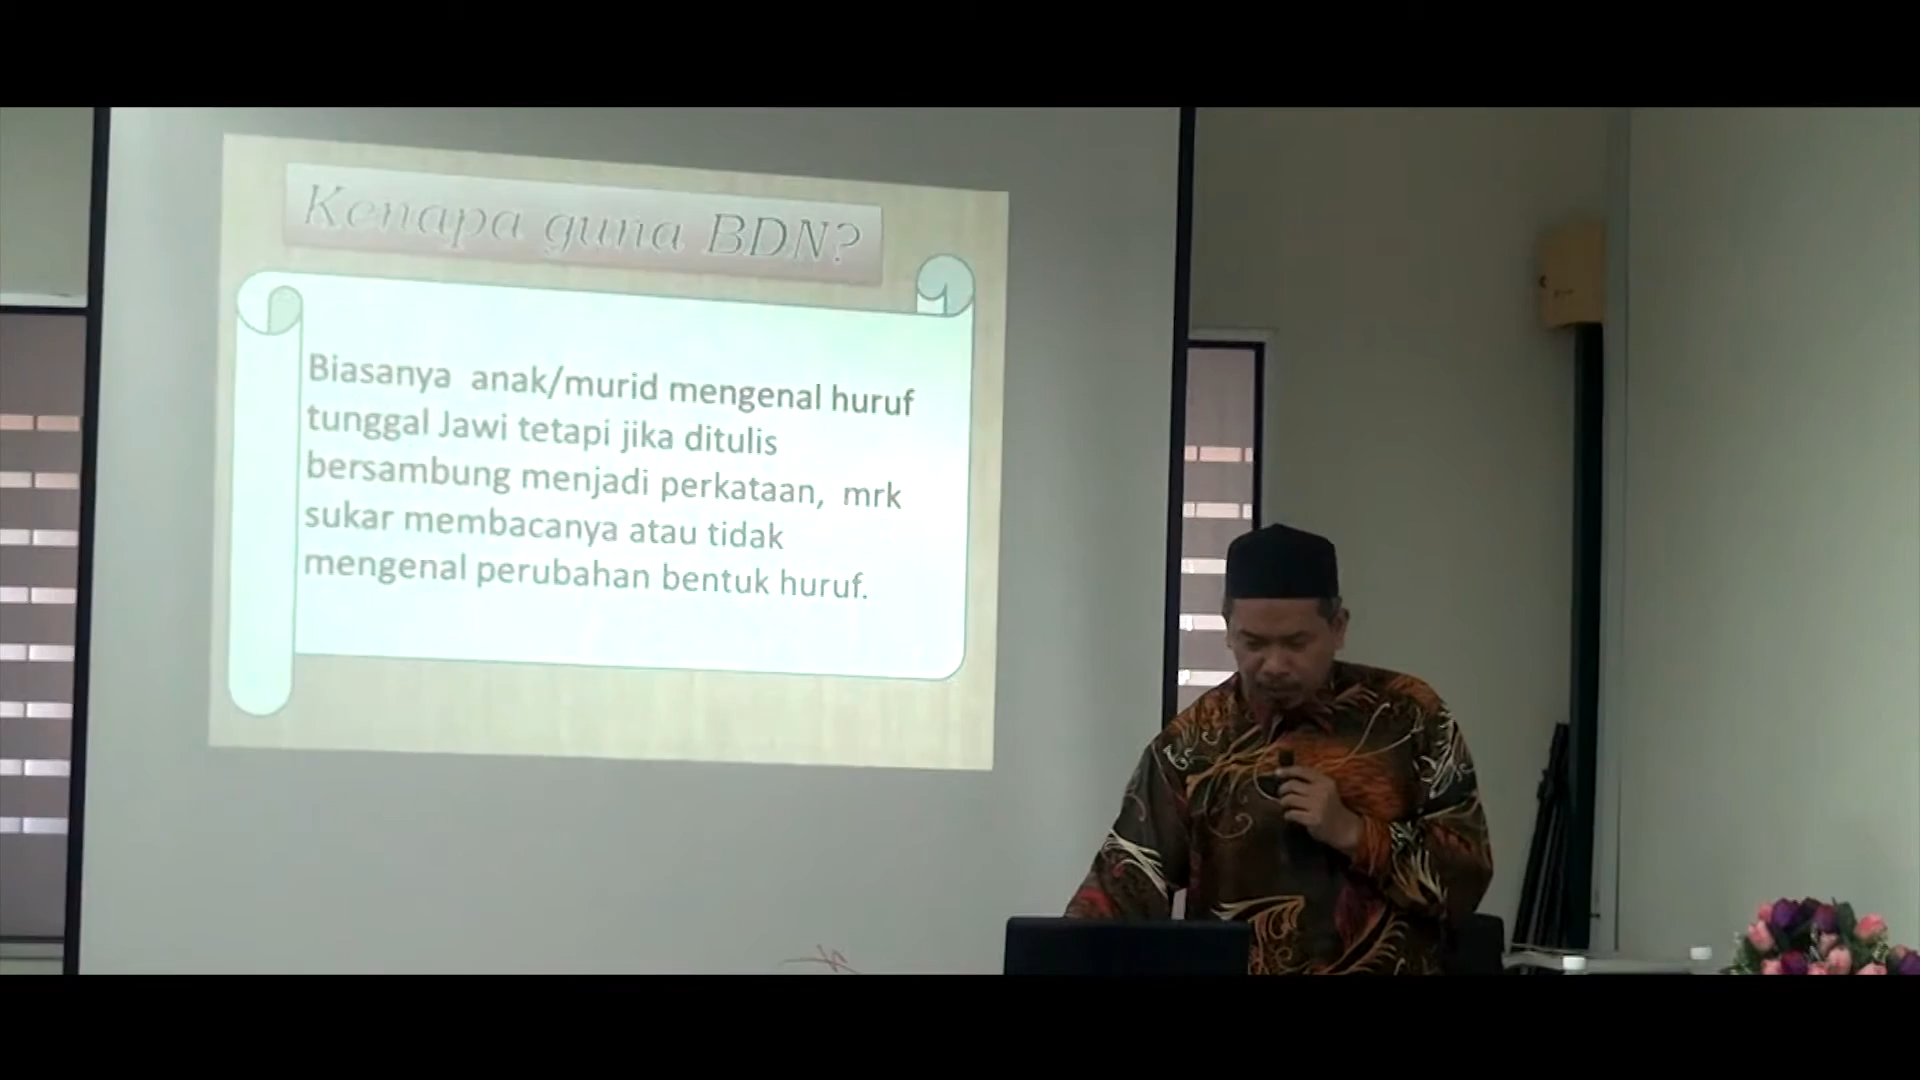 Kenapa guna BDN?
Biasanya anak/murid mengenal huruf
tunggal Jawi tetapi jika ditulis
bersambung menjadi perkataan, mrk
sukar membacanya atau tidak
mengenal perubahan bentuk huruf.